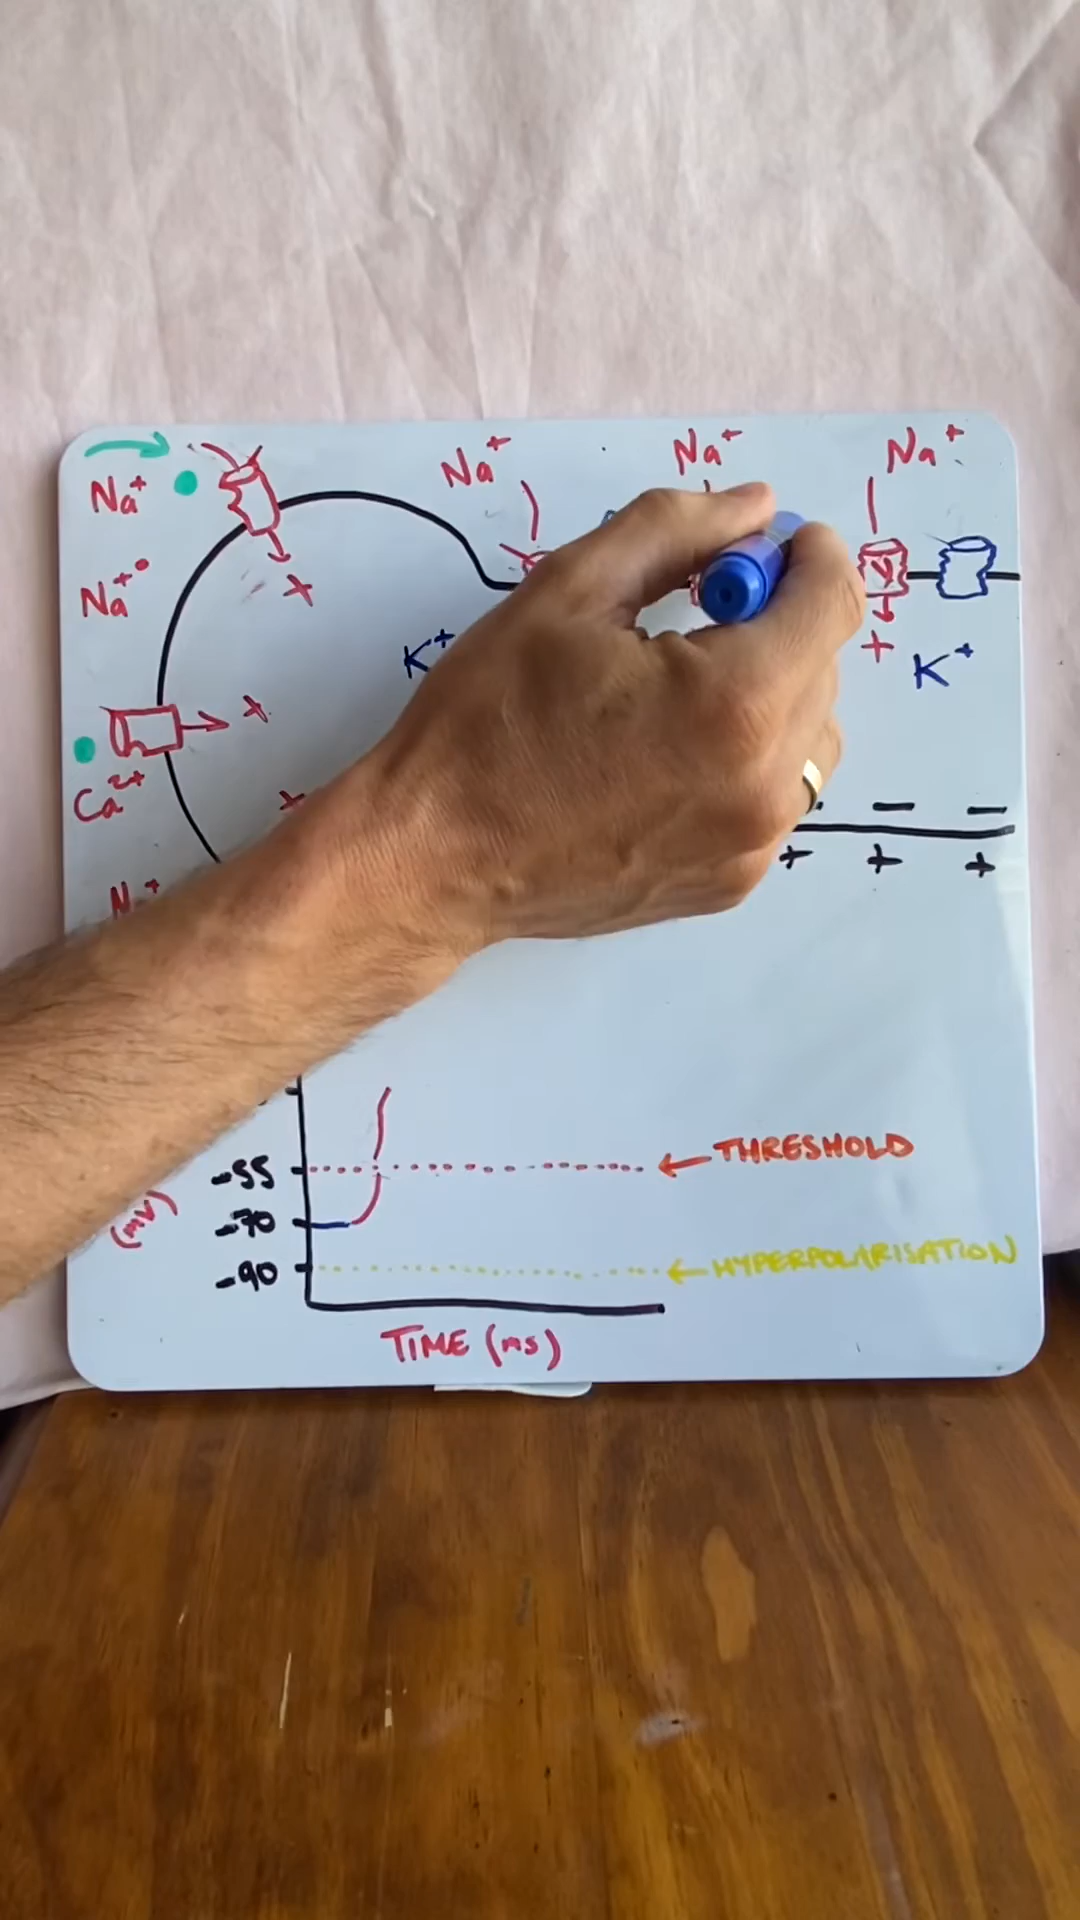 Na⁺ Na⁺ Na⁺
Na⁺
Na⁺
K⁺ + K⁺
+
+
Ca²⁺
+
− −
+ + +
-55 ← THRESHOLD
-70
(mV)
-90 ← HYPERPOLARISATION
TIME (ms)